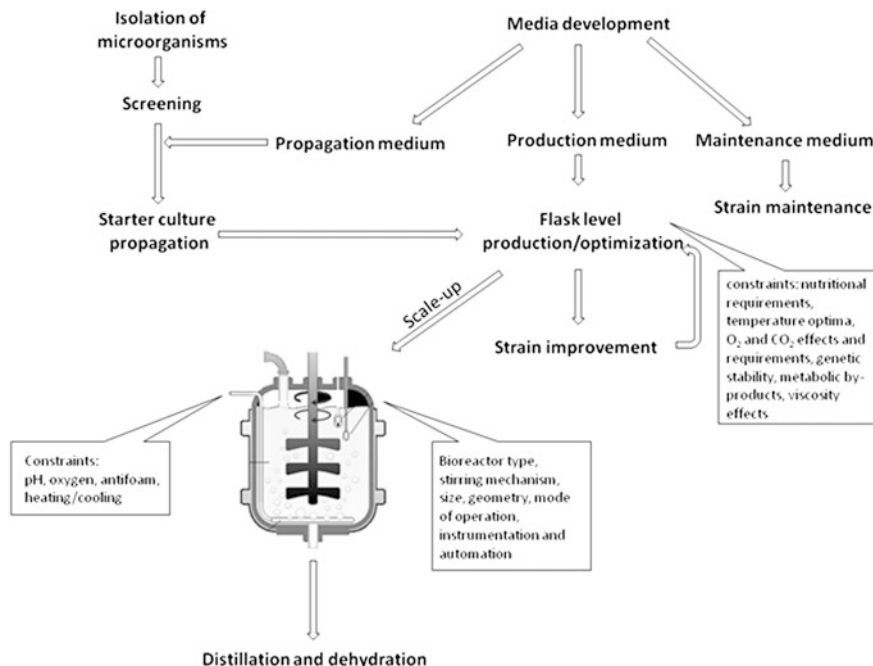 Isolation of
microorganisms
Media development
Screening
Propagation medium
Production medium
Maintenance medium
Starter culture
propagation
Flask level
production/optimization
Strain maintenance
Scale-up
Strain improvement
constraints: nutritional
requirements,
temperature optima,
O₂ and CO₂ effects and
requirements, genetic
stability, metabolic by-
products, viscosity
effects
Constraints:
pH, oxygen, antifoam,
heating/cooling
Bioreactor type,
stirring mechanism,
size, geometry, mode
of operation,
instrumentation and
automation
Distillation and dehydration